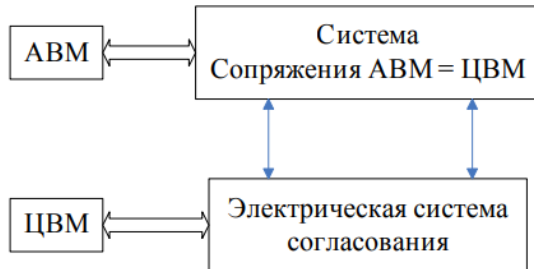 АВМ
Система
Сопряжения АВМ = ЦВМ
ЦВМ
Электрическая система
согласования